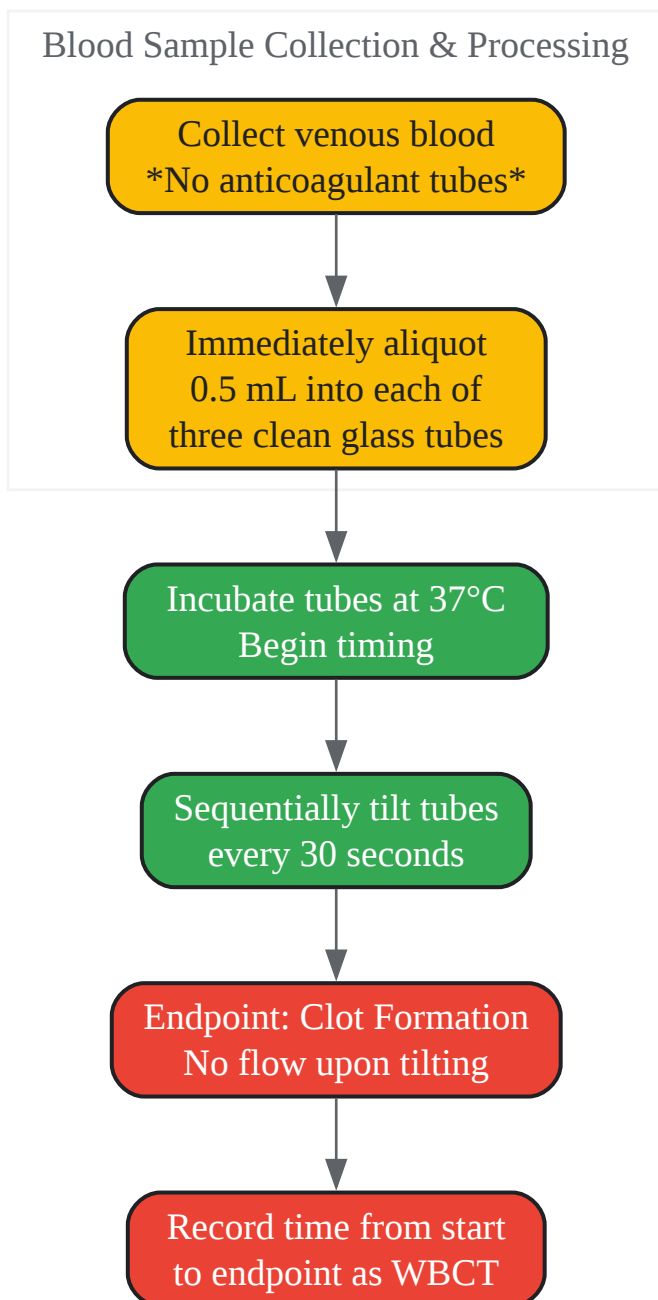 Blood Sample Collection & Processing
Collect venous blood
*No anticoagulant tubes*
Immediately aliquot
0.5 mL into each of
three clean glass tubes
Incubate tubes at 37°C
Begin timing
Sequentially tilt tubes
every 30 seconds
Endpoint: Clot Formation
No flow upon tilting
Record time from start
to endpoint as WBCT